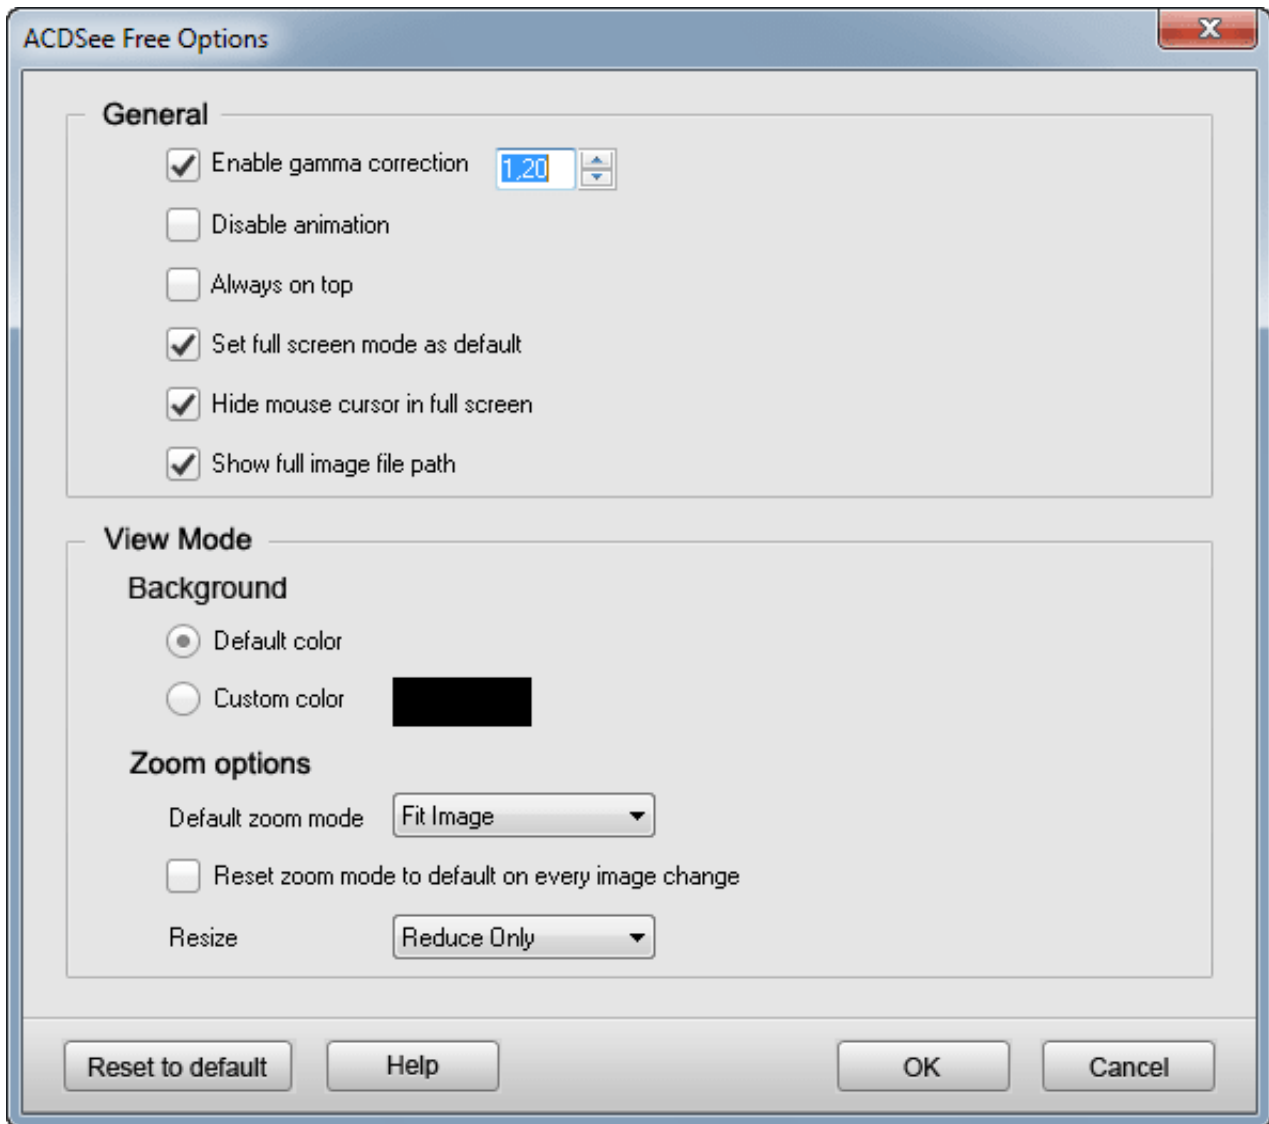 ACDSee Free Options
General
Enable gamma correction 1,20
Disable animation
Always on top
Set full screen mode as default
Hide mouse cursor in full screen
Show full image file path
View Mode
Background
Default color
Custom color
Zoom options
Default zoom mode Fit Image
Reset zoom mode to default on every image change
Resize Reduce Only
Reset to default Help OK Cancel